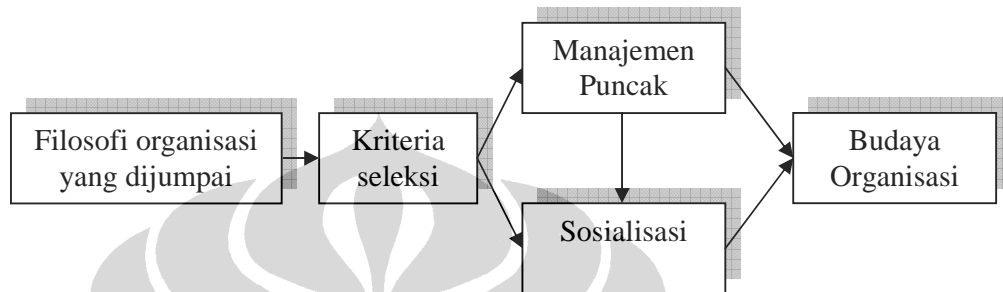 Filosofi organisasi
yang dijumpai
Kriteria
seleksi
Manajemen
Puncak
Sosialisasi
Budaya
Organisasi